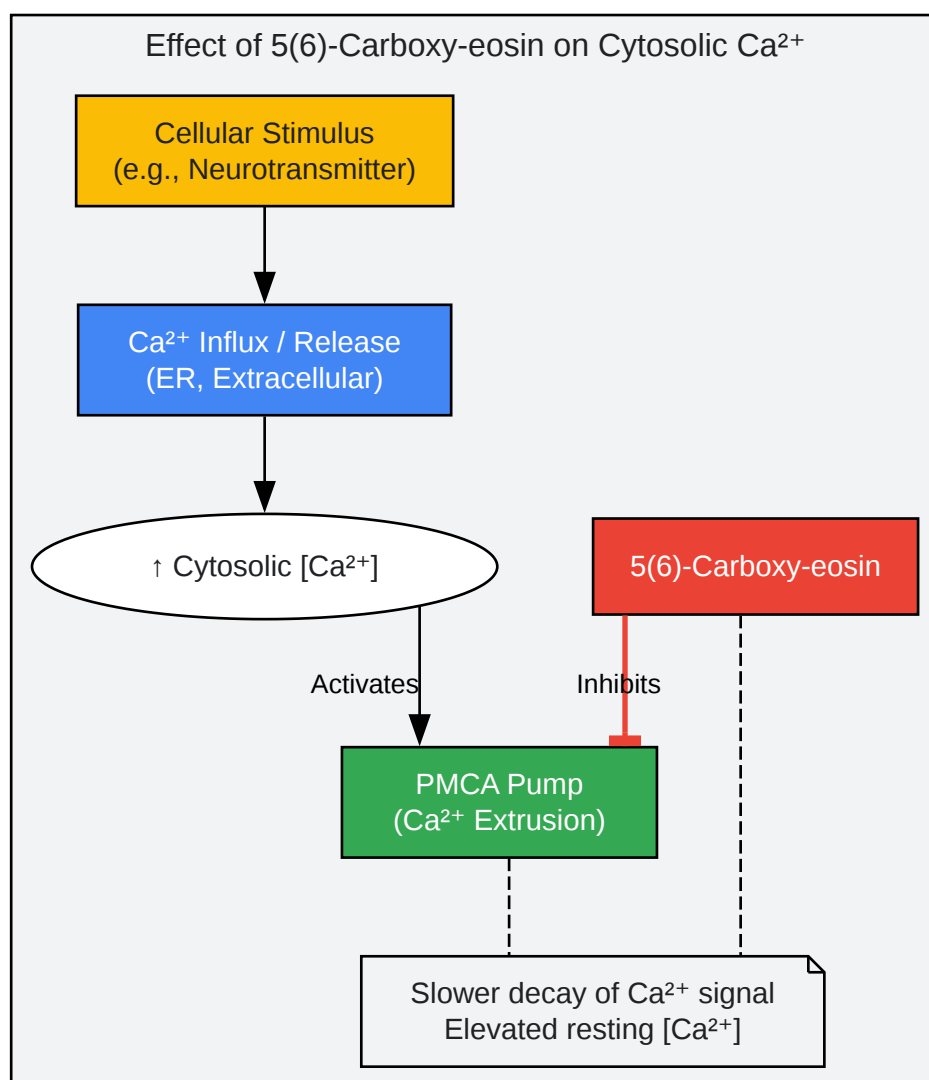 Effect of 5(6)-Carboxy-eosin on Cytosolic Ca²⁺
Cellular Stimulus
(e.g., Neurotransmitter)
Ca²⁺ Influx / Release
(ER, Extracellular)
↑ Cytosolic [Ca²⁺]
5(6)-Carboxy-eosin
Activates
Inhibits
PMCA Pump
(Ca²⁺ Extrusion)
Slower decay of Ca²⁺ signal
Elevated resting [Ca²⁺]